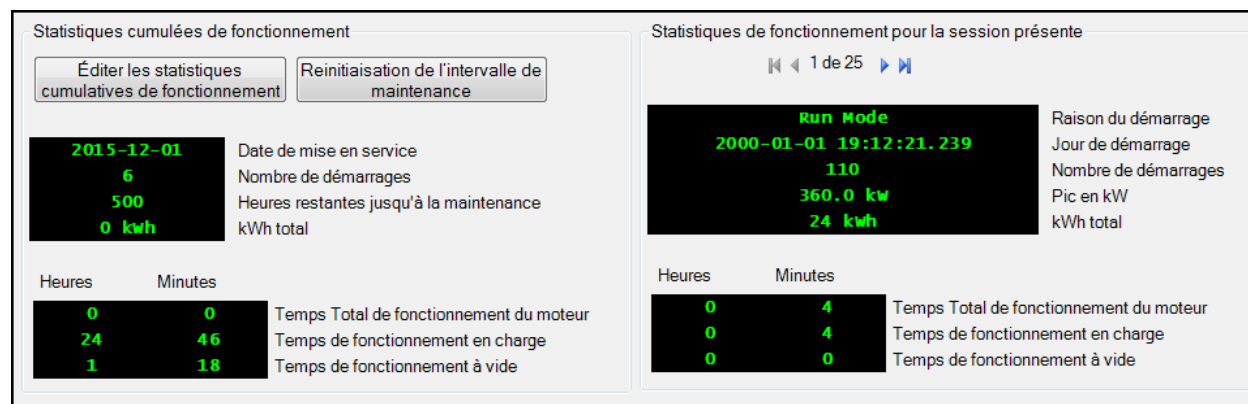 Statistiques cumulées de fonctionnement
Éditer les statistiques
cumulatives de fonctionnement
Reinitiaisation de l'intervalle de
maintenance
2015-12-01 Date de mise en service
6 Nombre de démarrages
500 Heures restantes jusqu'à la maintenance
0 kWh kWh total
Heures Minutes
0 0 Temps Total de fonctionnement du moteur
24 46 Temps de fonctionnement en charge
1 18 Temps de fonctionnement à vide
Statistiques de fonctionnement pour la session présente
1 de 25
Run Mode Raison du démarrage
2000-01-01 19:12:21.239 Jour de démarrage
110 Nombre de démarrages
360.0 kW Pic en kW
24 kWh kWh total
Heures Minutes
0 4 Temps Total de fonctionnement du moteur
0 4 Temps de fonctionnement en charge
0 0 Temps de fonctionnement à vide